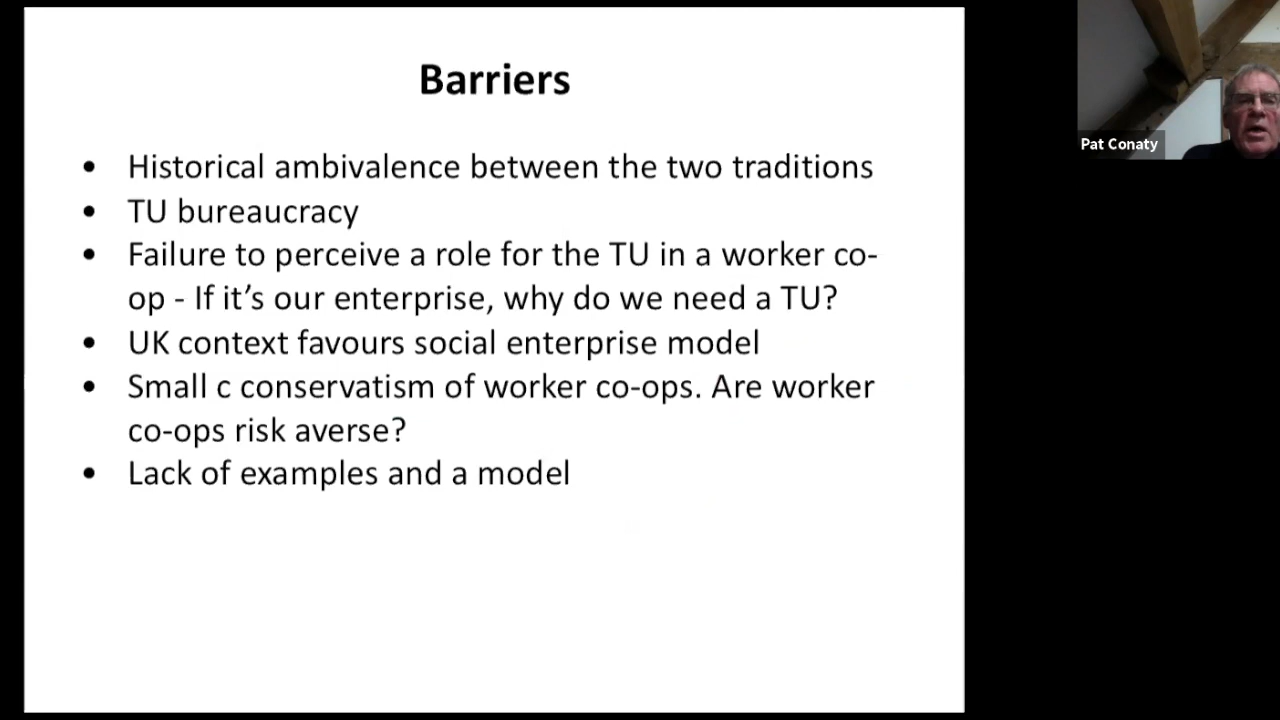 Barriers
• Historical ambivalence between the two traditions
• TU bureaucracy
• Failure to perceive a role for the TU in a worker co-
op - If it’s our enterprise, why do we need a TU?
• UK context favours social enterprise model
• Small c conservatism of worker co-ops. Are worker
co-ops risk averse?
• Lack of examples and a model
Pat Conaty